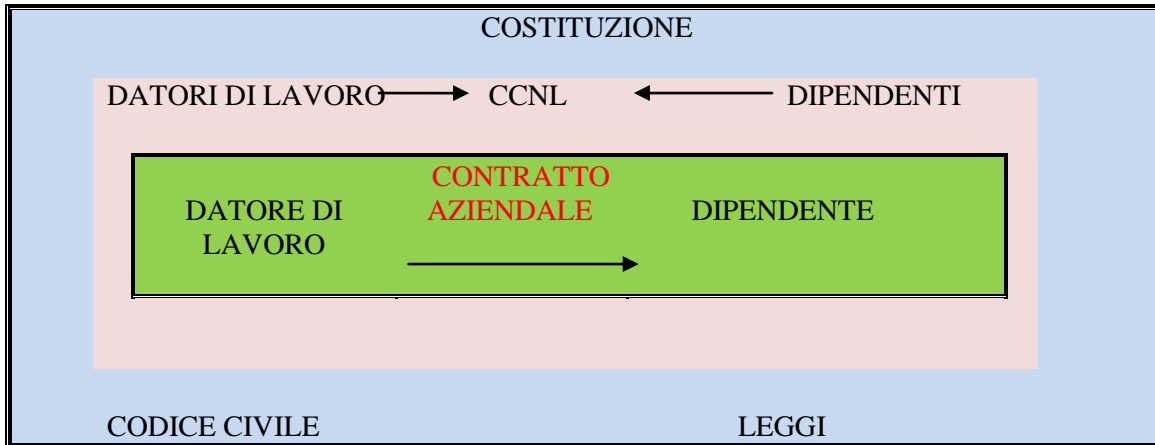 COSTITUZIONE
DATORI DI LAVORO CCNL DIPENDENTI
CONTRATTO
DATORE DI AZIENDALE DIPENDENTE
LAVORO
CODICE CIVILE LEGGI